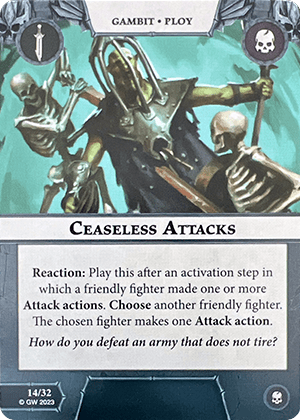 GAMBIT • PLOY
CEASELESS ATTACKS
Reaction: Play this after an activation step in
which a friendly fighter made one or more
Attack actions. Choose another friendly fighter.
The chosen fighter makes one Attack action.
How do you defeat an army that does not tire?
14/32
© GW 2023